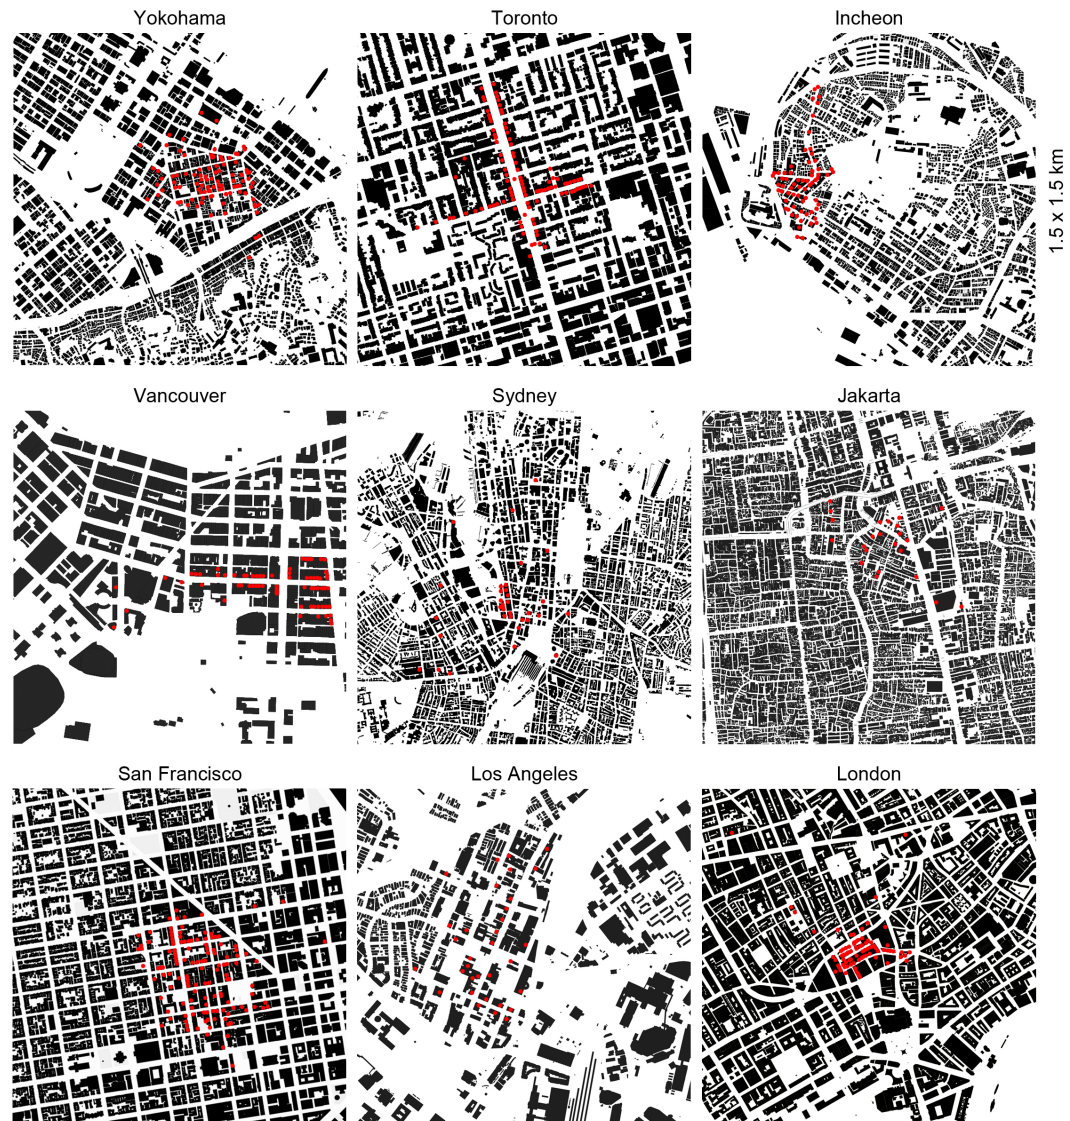 Yokohama
Toronto
Incheon
1.5 x 1.5 km
Vancouver
Sydney
Jakarta
San Francisco
Los Angeles
London